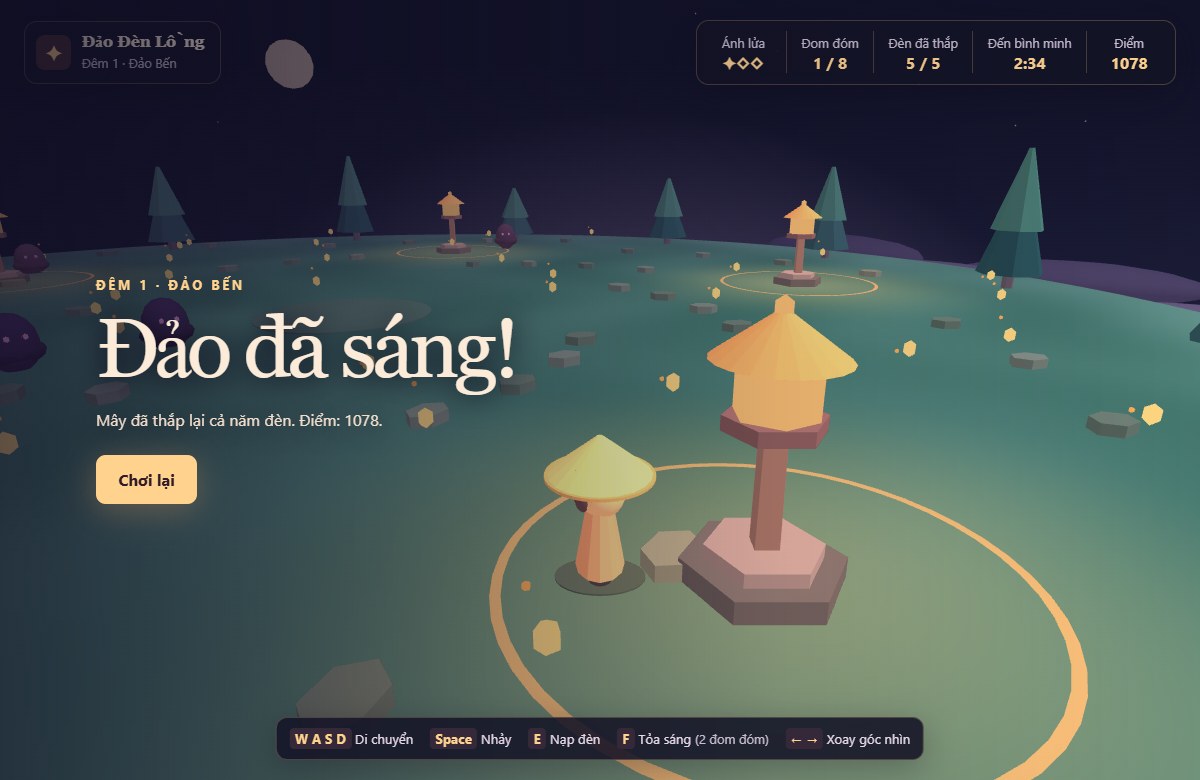 Đảo Đèn Lồng
Đêm 1 · Đảo Bến
Ánh lửa
Đom đóm
1 / 8
Đèn đã thắp
5 / 5
Đến bình minh
2:34
Điểm
1078
ĐÊM 1 · ĐẢO BẾN
Đảo đã sáng!
Mây đã thắp lại cả năm đèn. Điểm: 1078.
Chơi lại
W A S D Di chuyển Space Nhảy E Nạp đèn F Tỏa sáng (2 đom đóm) ← → Xoay góc nhìn